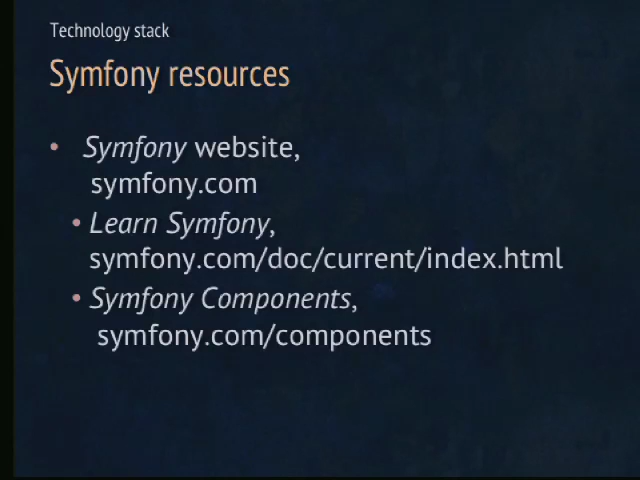 Technology stack
Symfony resources
• Symfony website,
symfony.com
• Learn Symfony,
symfony.com/doc/current/index.html
• Symfony Components,
symfony.com/components